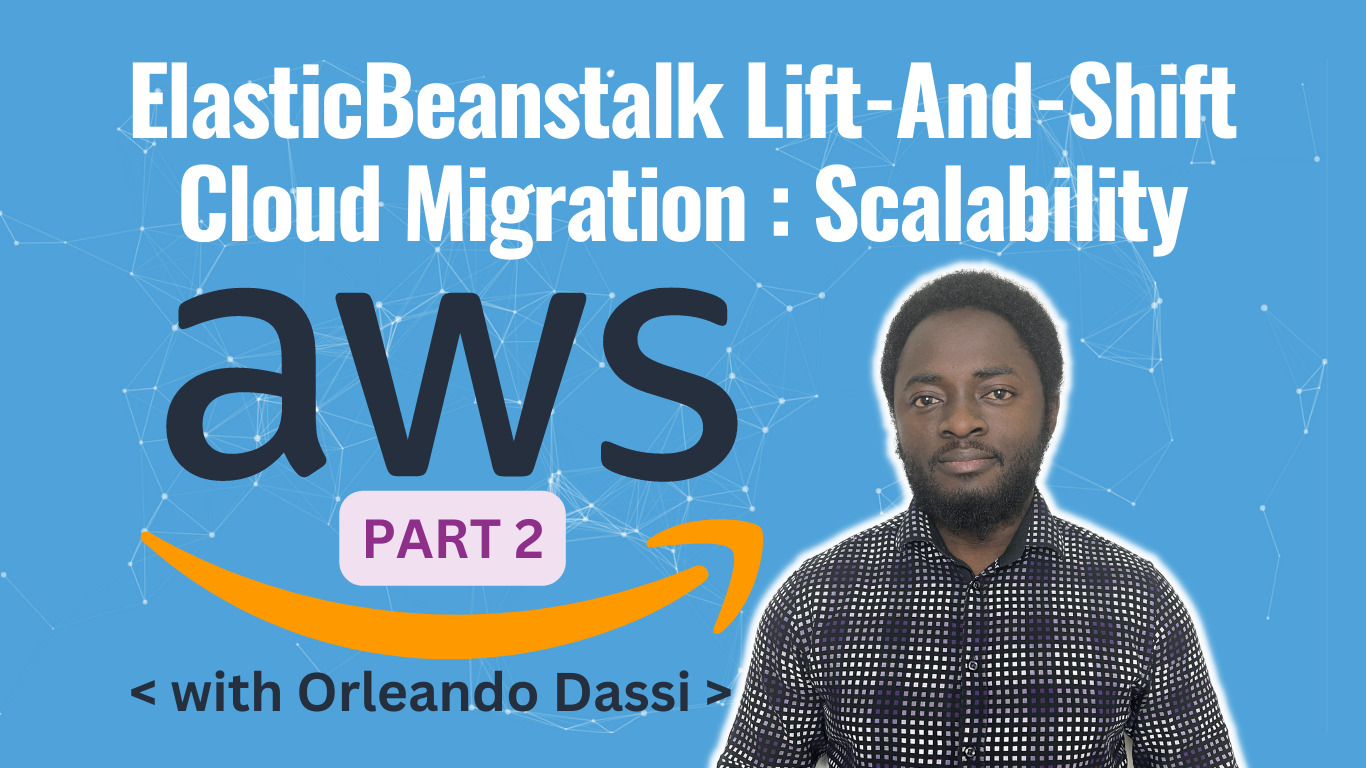 ElasticBeanstalk Lift-And-Shift
Cloud Migration : Scalability
aws
PART 2
< with Orleando Dassi >